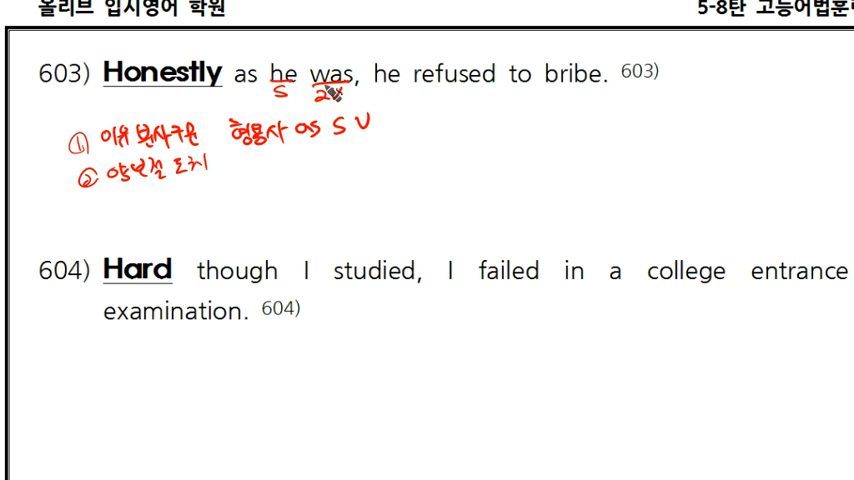 올리브 입시영어 학원 5-8탄 고등어법훈련
603) Honestly as he was, he refused to bribe. 603)
S 2V
① 이유 분사구문 형용사 as S V
② 양보절 도치
604) Hard though I studied, I failed in a college entrance
examination. 604)